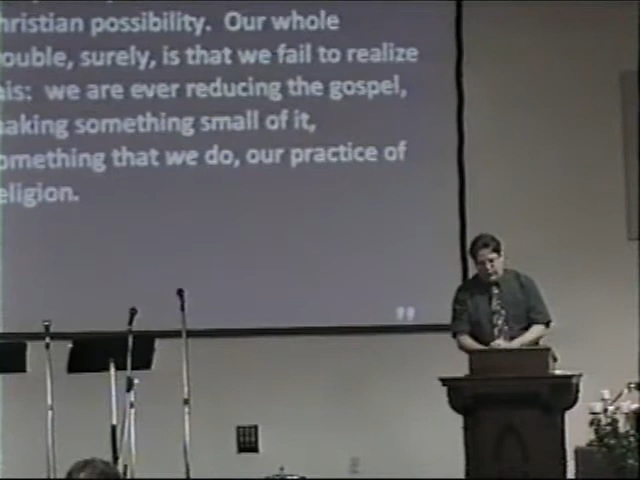 hristian possibility. Our whole
ouble, surely, is that we fail to realize
is: we are ever reducing the gospel,
aking something small of it,
omething that we do, our practice of
eligion.
"